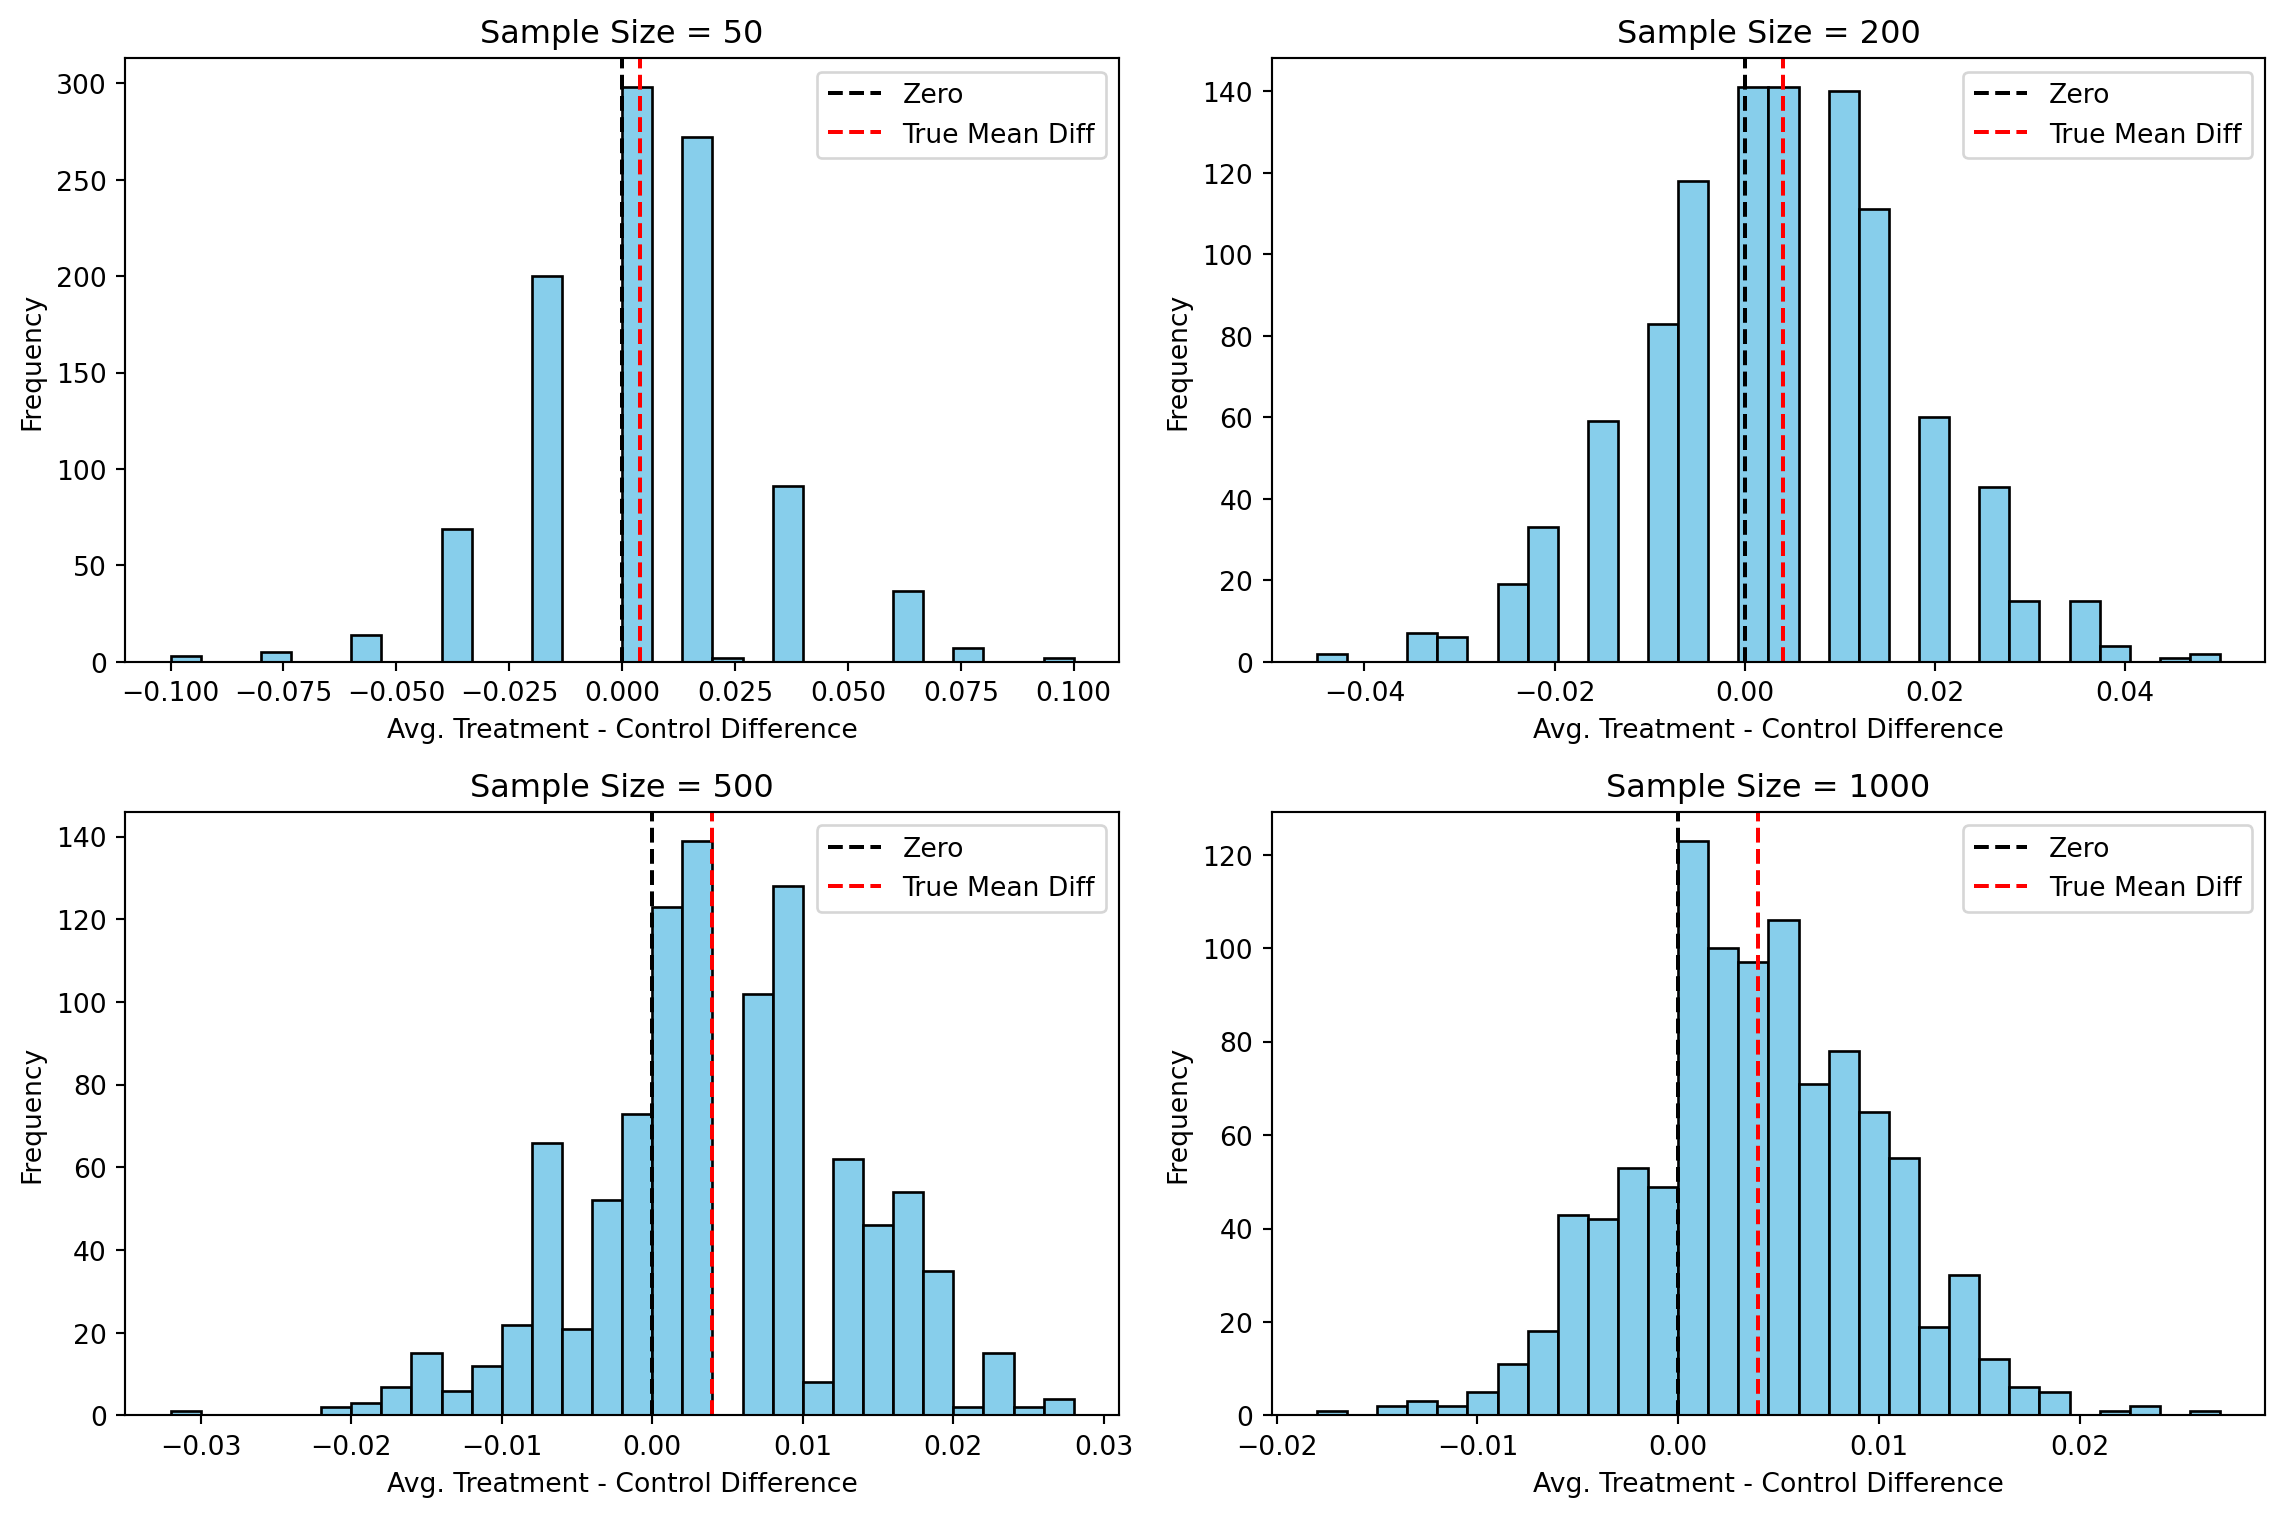 Sample Size = 50
300
250
200
150
100
50
0
Frequency
Zero
True Mean Diff
−0.100 −0.075 −0.050 −0.025 0.000 0.025 0.050 0.075 0.100
Avg. Treatment - Control Difference
Sample Size = 200
140
120
100
80
60
40
20
0
Frequency
Zero
True Mean Diff
−0.04 −0.02 0.00 0.02 0.04
Avg. Treatment - Control Difference
Sample Size = 500
140
120
100
80
60
40
20
0
Frequency
Zero
True Mean Diff
−0.03 −0.02 −0.01 0.00 0.01 0.02 0.03
Avg. Treatment - Control Difference
Sample Size = 1000
120
100
80
60
40
20
0
Frequency
Zero
True Mean Diff
−0.02 −0.01 0.00 0.01 0.02
Avg. Treatment - Control Difference